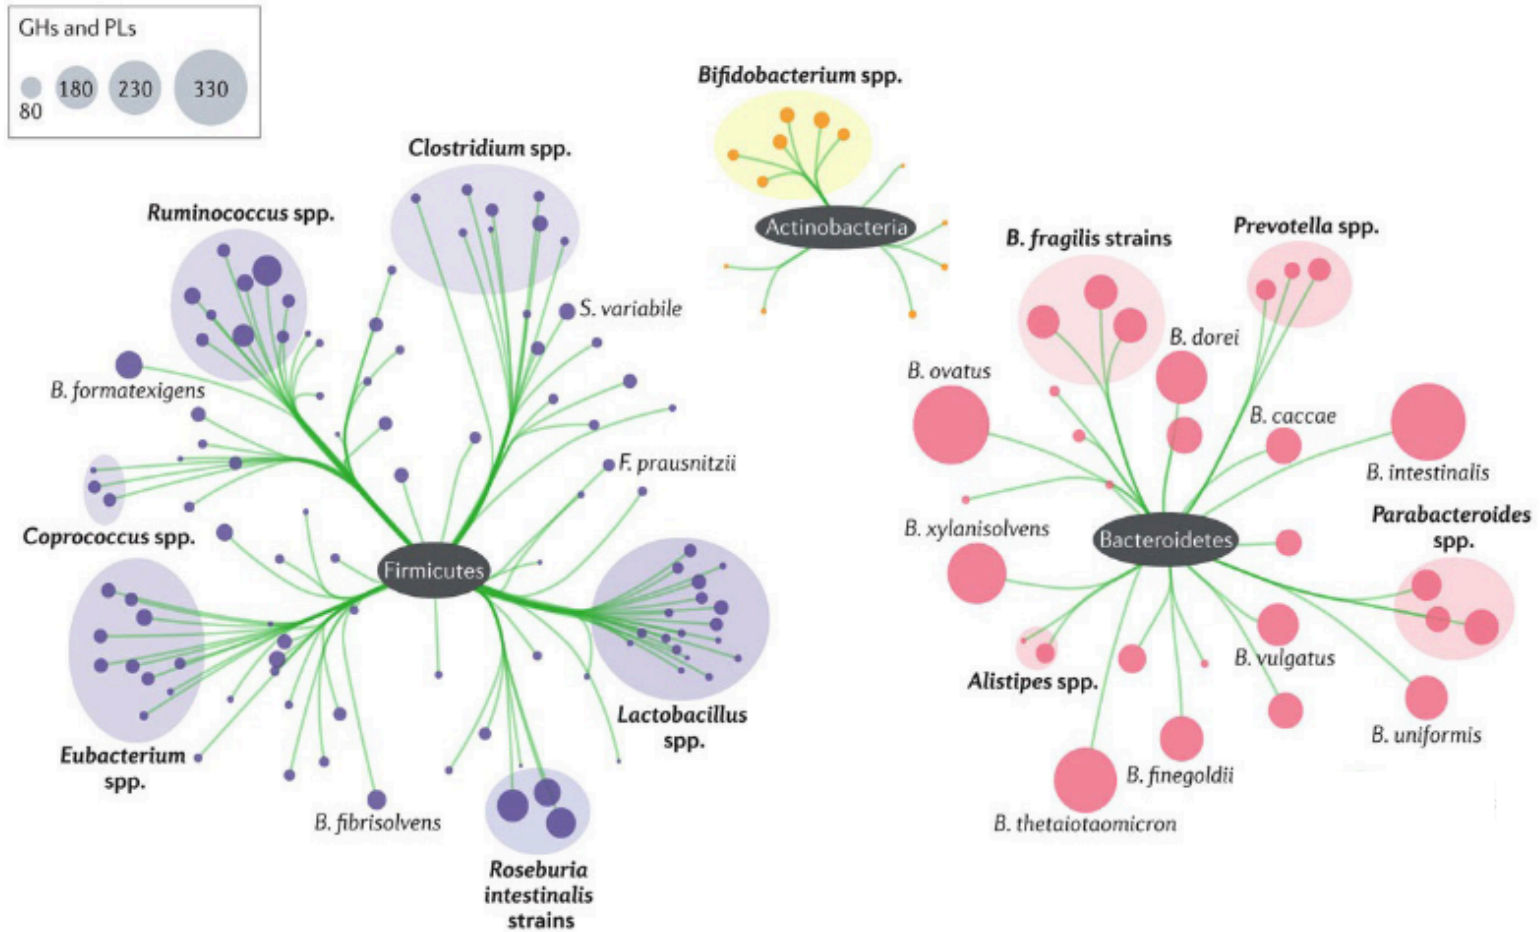 GHs and PLs
80
180
230
330
Bifidobacterium spp.
Actinobacteria
Clostridium spp.
Ruminococcus spp.
S. variabile
B. formatexigens
F. prausnitzii
Coprococcus spp.
Firmicutes
Eubacterium
spp.
Lactobacillus
spp.
B. fibrisolvens
Roseburia
intestinalis
strains
B. fragilis strains
Prevotella spp.
B. dorei
B. ovatus
B. caccae
B. intestinalis
B. xylanisolvens
Bacteroidetes
Parabacteroides
spp.
Alistipes spp.
B. vulgatus
B. uniformis
B. finegoldii
B. thetaiotaomicron